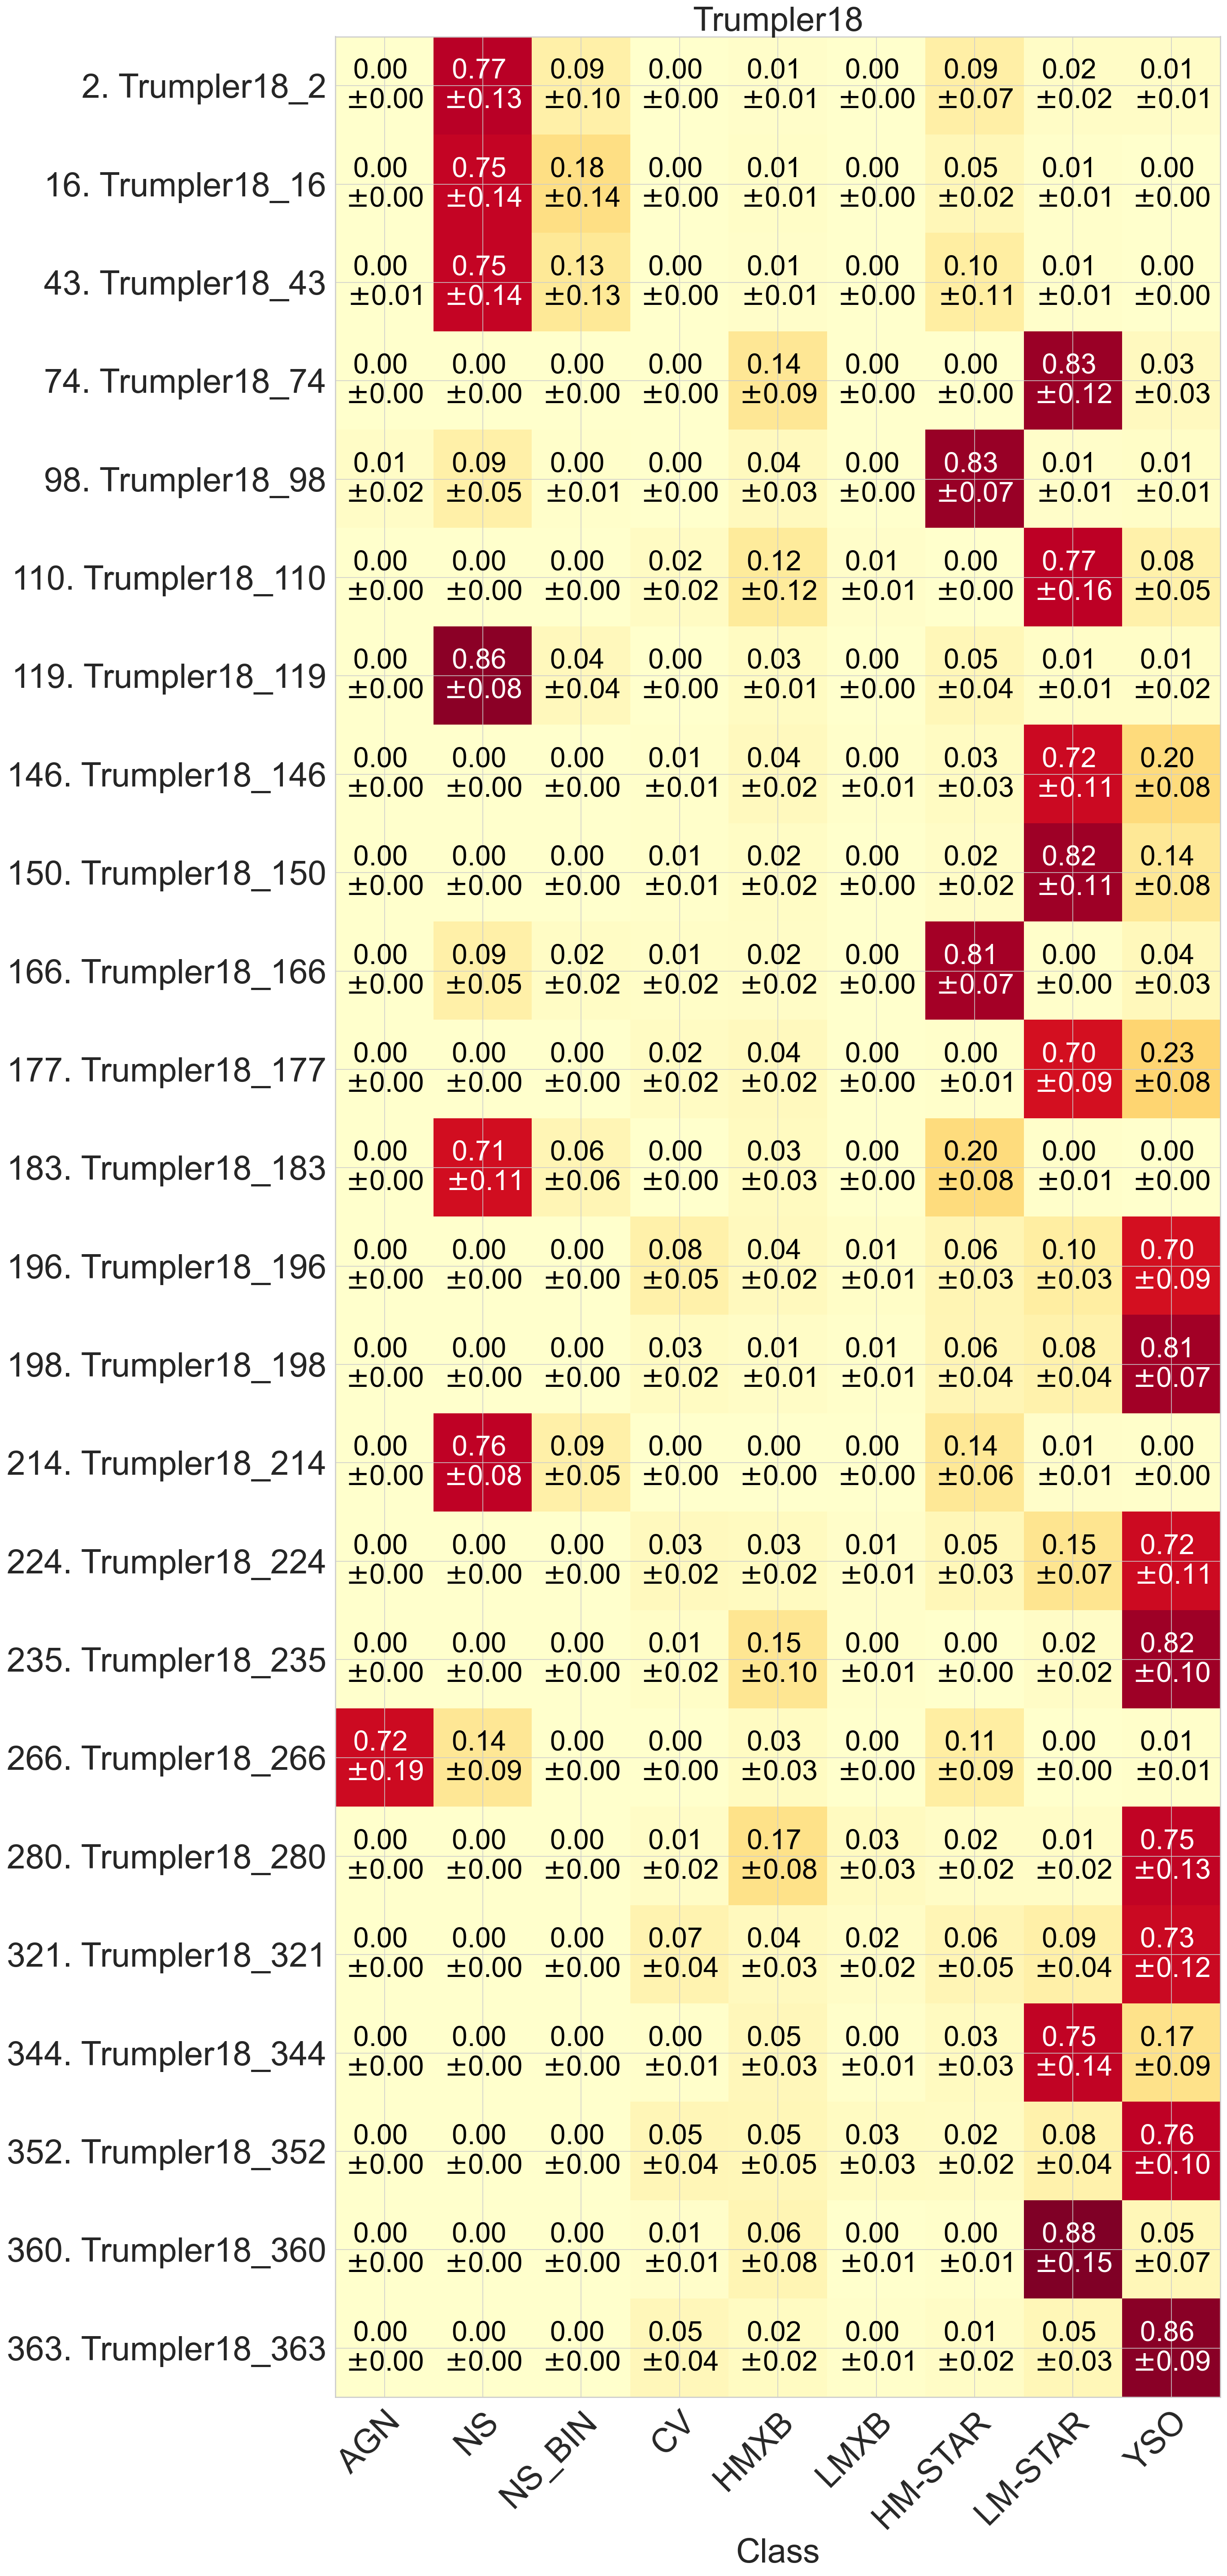 Trumpler18
2. Trumpler18_2 0.00 0.77 0.09 0.00 0.01 0.00 0.09 0.02 0.01
±0.00 ±0.13 ±0.10 ±0.00 ±0.01 ±0.00 ±0.07 ±0.02 ±0.01
16. Trumpler18_16 0.00 0.75 0.18 0.00 0.01 0.00 0.05 0.01 0.00
±0.00 ±0.14 ±0.14 ±0.00 ±0.01 ±0.00 ±0.02 ±0.01 ±0.00
43. Trumpler18_43 0.00 0.75 0.13 0.00 0.01 0.00 0.10 0.01 0.00
±0.01 ±0.14 ±0.13 ±0.00 ±0.01 ±0.00 ±0.11 ±0.01 ±0.00
74. Trumpler18_74 0.00 0.00 0.00 0.00 0.14 0.00 0.00 0.83 0.03
±0.00 ±0.00 ±0.00 ±0.00 ±0.09 ±0.00 ±0.00 ±0.12 ±0.03
98. Trumpler18_98 0.01 0.09 0.00 0.00 0.04 0.00 0.83 0.01 0.01
±0.02 ±0.05 ±0.01 ±0.00 ±0.03 ±0.00 ±0.07 ±0.01 ±0.01
110. Trumpler18_110 0.00 0.00 0.00 0.02 0.12 0.01 0.00 0.77 0.08
±0.00 ±0.00 ±0.00 ±0.02 ±0.12 ±0.01 ±0.00 ±0.16 ±0.05
119. Trumpler18_119 0.00 0.86 0.04 0.00 0.03 0.00 0.05 0.01 0.01
±0.00 ±0.08 ±0.04 ±0.00 ±0.01 ±0.00 ±0.04 ±0.01 ±0.02
146. Trumpler18_146 0.00 0.00 0.00 0.01 0.04 0.00 0.03 0.72 0.20
±0.00 ±0.00 ±0.00 ±0.01 ±0.02 ±0.01 ±0.03 ±0.11 ±0.08
150. Trumpler18_150 0.00 0.00 0.00 0.01 0.02 0.00 0.02 0.82 0.14
±0.00 ±0.00 ±0.00 ±0.01 ±0.02 ±0.00 ±0.02 ±0.11 ±0.08
166. Trumpler18_166 0.00 0.09 0.02 0.01 0.02 0.00 0.81 0.00 0.04
±0.00 ±0.05 ±0.02 ±0.02 ±0.02 ±0.00 ±0.07 ±0.00 ±0.03
177. Trumpler18_177 0.00 0.00 0.00 0.02 0.04 0.00 0.00 0.70 0.23
±0.00 ±0.00 ±0.00 ±0.02 ±0.02 ±0.00 ±0.01 ±0.09 ±0.08
183. Trumpler18_183 0.00 0.71 0.06 0.00 0.03 0.00 0.20 0.00 0.00
±0.00 ±0.11 ±0.06 ±0.00 ±0.03 ±0.00 ±0.08 ±0.01 ±0.00
196. Trumpler18_196 0.00 0.00 0.00 0.08 0.04 0.01 0.06 0.10 0.70
±0.00 ±0.00 ±0.00 ±0.05 ±0.02 ±0.01 ±0.03 ±0.03 ±0.09
198. Trumpler18_198 0.00 0.00 0.00 0.03 0.01 0.01 0.06 0.08 0.81
±0.00 ±0.00 ±0.00 ±0.02 ±0.01 ±0.01 ±0.04 ±0.04 ±0.07
214. Trumpler18_214 0.00 0.76 0.09 0.00 0.00 0.00 0.14 0.01 0.00
±0.00 ±0.08 ±0.05 ±0.00 ±0.00 ±0.00 ±0.06 ±0.01 ±0.00
224. Trumpler18_224 0.00 0.00 0.00 0.03 0.03 0.01 0.05 0.15 0.72
±0.00 ±0.00 ±0.00 ±0.02 ±0.02 ±0.01 ±0.03 ±0.07 ±0.11
235. Trumpler18_235 0.00 0.00 0.00 0.01 0.15 0.00 0.00 0.02 0.82
±0.00 ±0.00 ±0.00 ±0.02 ±0.10 ±0.01 ±0.00 ±0.02 ±0.10
266. Trumpler18_266 0.72 0.14 0.00 0.00 0.03 0.00 0.11 0.00 0.01
±0.19 ±0.09 ±0.00 ±0.00 ±0.03 ±0.00 ±0.09 ±0.00 ±0.01
280. Trumpler18_280 0.00 0.00 0.00 0.01 0.17 0.03 0.02 0.01 0.75
±0.00 ±0.00 ±0.00 ±0.02 ±0.08 ±0.03 ±0.02 ±0.02 ±0.13
321. Trumpler18_321 0.00 0.00 0.00 0.07 0.04 0.02 0.06 0.09 0.73
±0.00 ±0.00 ±0.00 ±0.04 ±0.03 ±0.02 ±0.05 ±0.04 ±0.12
344. Trumpler18_344 0.00 0.00 0.00 0.00 0.05 0.00 0.03 0.75 0.17
±0.00 ±0.00 ±0.00 ±0.01 ±0.03 ±0.01 ±0.03 ±0.14 ±0.09
352. Trumpler18_352 0.00 0.00 0.00 0.05 0.05 0.03 0.02 0.08 0.76
±0.00 ±0.00 ±0.00 ±0.04 ±0.05 ±0.03 ±0.02 ±0.04 ±0.10
360. Trumpler18_360 0.00 0.00 0.00 0.01 0.06 0.00 0.00 0.88 0.05
±0.00 ±0.00 ±0.00 ±0.01 ±0.08 ±0.01 ±0.01 ±0.15 ±0.07
363. Trumpler18_363 0.00 0.00 0.00 0.05 0.02 0.00 0.01 0.05 0.86
±0.00 ±0.00 ±0.00 ±0.04 ±0.02 ±0.01 ±0.02 ±0.03 ±0.09
AGN NS NS_BIN CV HMXB LMXB HM-STAR LM-STAR YSO
Class